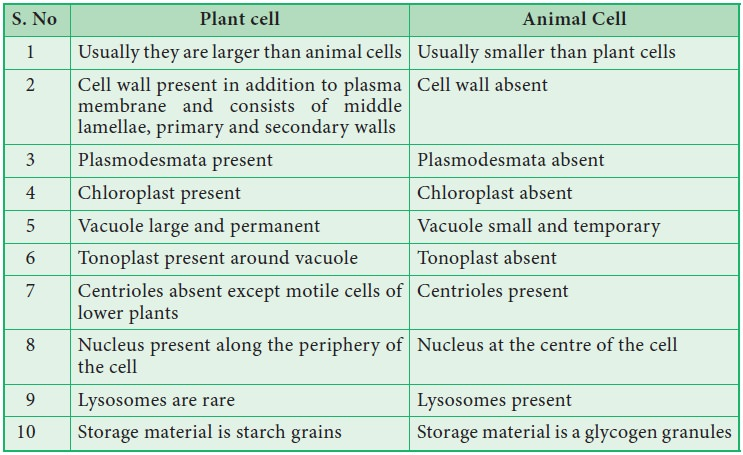 S. No Plant cell Animal Cell
1 Usually they are larger than animal cells Usually smaller than plant cells
2 Cell wall present in addition to plasma Cell wall absent
membrane and consists of middle
lamellae, primary and secondary walls
3 Plasmodesmata present Plasmodesmata absent
4 Chloroplast present Chloroplast absent
5 Vacuole large and permanent Vacuole small and temporary
6 Tonoplast present around vacuole Tonoplast absent
7 Centrioles absent except motile cells of Centrioles present
lower plants
8 Nucleus present along the periphery of Nucleus at the centre of the cell
the cell
9 Lysosomes are rare Lysosomes present
10 Storage material is starch grains Storage material is a glycogen granules